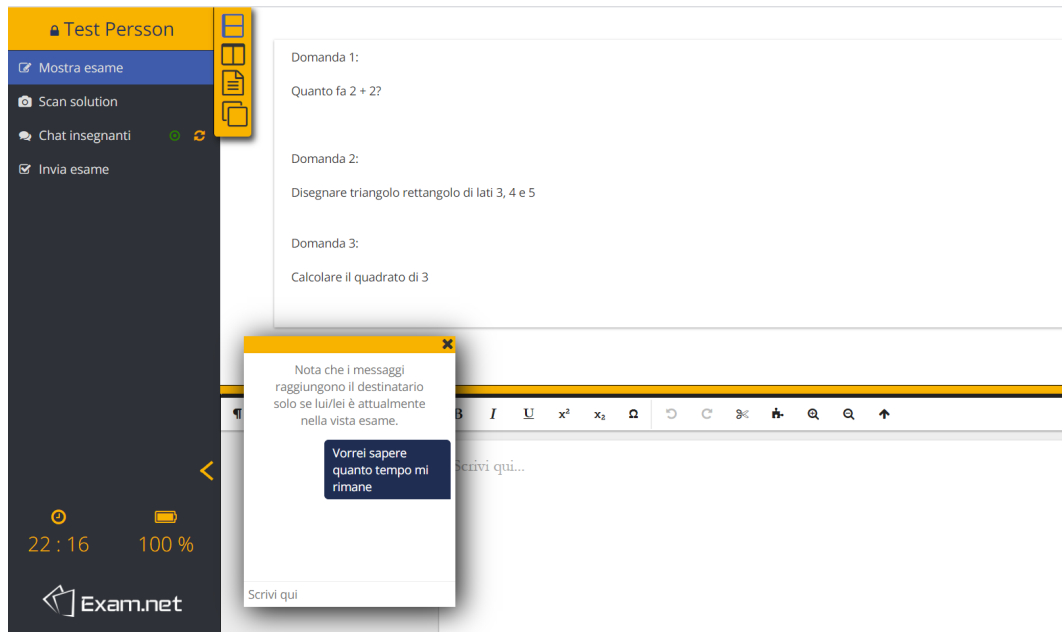 Test Persson
Mostra esame
Scan solution
Chat insegnanti
Invia esame
22 : 16
100 %
Exam.net
Domanda 1:
Quanto fa 2 + 2?
Domanda 2:
Disegnare triangolo rettangolo di lati 3, 4 e 5
Domanda 3:
Calcolare il quadrato di 3
Nota che i messaggi
raggiungono il destinatario
solo se lui/lei è attualmente
nella vista esame.
Vorrei sapere
quanto tempo mi
rimane
Scrivi qui
¶ B I U x² x₂ Ω
Scrivi qui...